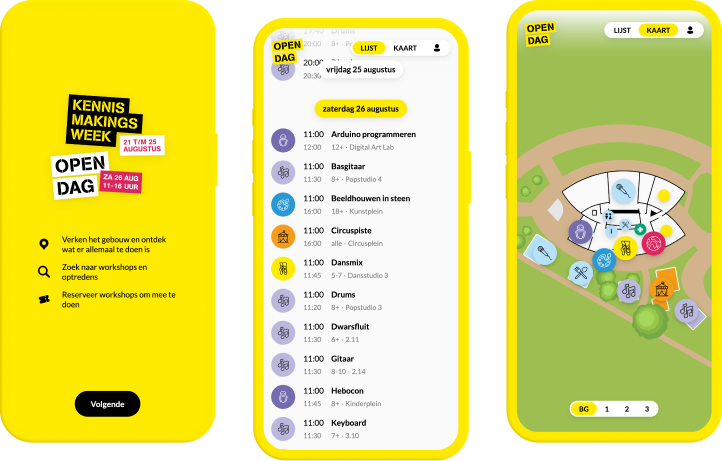 KENNIS
MAKINGS
WEEK
21 T/M 25
AUGUSTUS
OPEN
DAG
ZA 26 AUG
11-16 UUR
Verken het gebouw en ontdek
wat er allemaal te doen is
Zoek naar workshops en
optredens
Reserveer workshops om mee te
doen
Volgende
11:40 Drums
20:00 8+ · P
OPEN
DAG
LIJST KAART
20:00
20:30
vrijdag 25 augustus
zaterdag 26 augustus
11:00 Arduino programmeren
12:00 12+ · Digital Art Lab
11:00 Basgitaar
11:30 8+ · Popstudio 4
11:00 Beeldhouwen in steen
16:00 18+ · Kunstplein
11:00 Circuspiste
16:00 alle · Circusplein
11:00 Dansmix
11:45 5-7 · Dansstudio 3
11:00 Drums
11:20 8+ · Popstudio 3
11:00 Dwarsfluit
11:30 6+ · 2.11
11:00 Gitaar
11:30 8-10 · 2.14
11:00 Hebocon
11:45 8+ · Kinderplein
11:00 Keyboard
11:30 7+ · 3.10
OPEN
DAG
LIJST KAART
i
BG 1 2 3